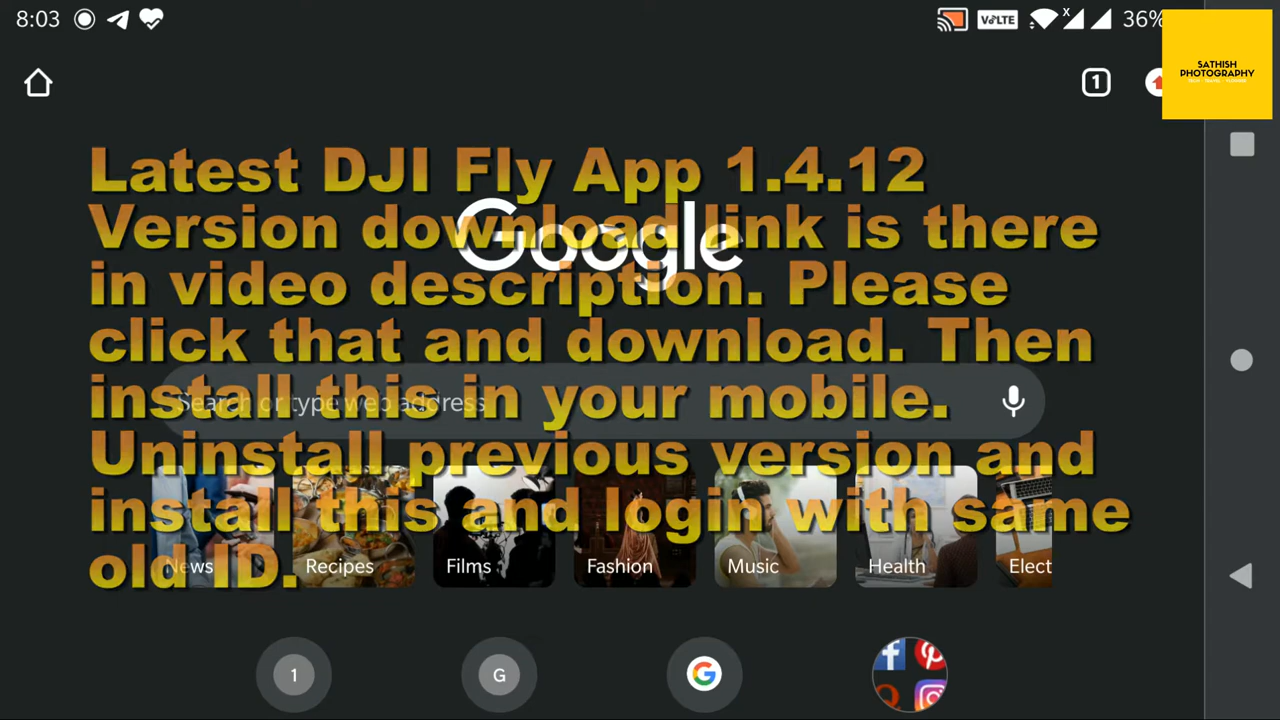 8:03
VoLTE
X
36%
SATHISH
PHOTOGRAPHY
1
Latest DJI Fly App 1.4.12
Version download link is there
in video description. Please
click that and download. Then
install this in your mobile.
Uninstall previous version and
install this and login with same
old ID.
Google
Search or type web address
News
Recipes
Films
Fashion
Music
Health
Elect
1
G
G